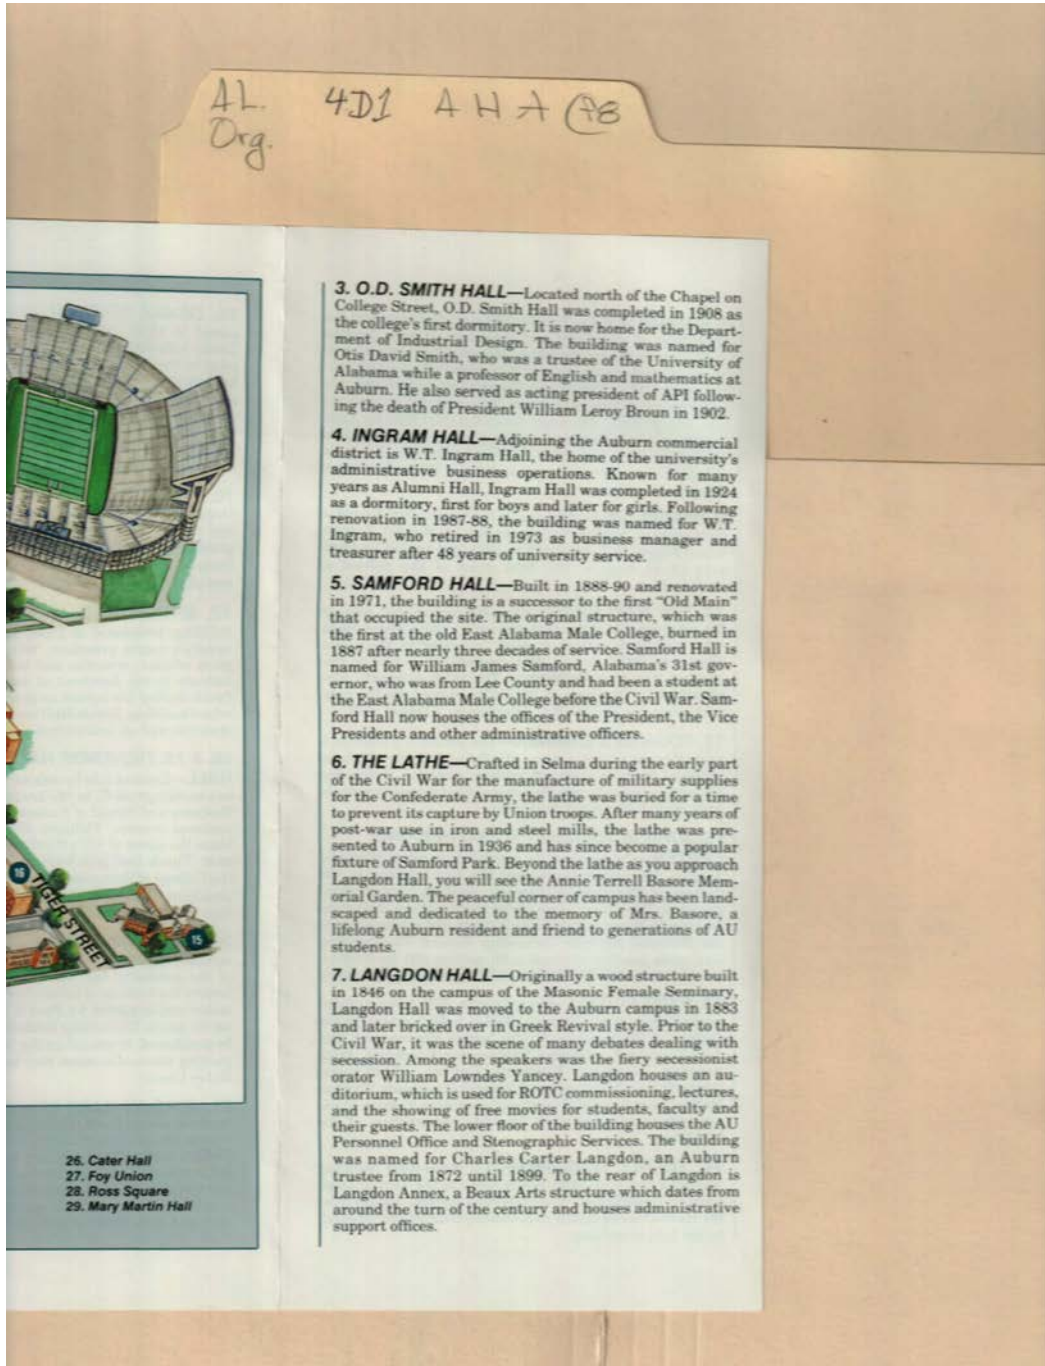 AL. 4D1 A H A
Org.
3. O.D. SMITH HALL—Located north of the Chapel on
College Street, O.D. Smith Hall was completed in 1908 as
the college's first dormitory. It is now home for the Depart-
ment of Industrial Design. The building was named for
Otis David Smith, who was a trustee of the University of
Alabama while a professor of English and mathematics at
Auburn. He also served as acting president of API follow-
ing the death of President William Leroy Broun in 1902.
4. INGRAM HALL—Adjoining the Auburn commercial
district is W.T. Ingram Hall, the home of the university's
administrative business operations. Known for many
years as Alumni Hall, Ingram Hall was completed in 1924
as a dormitory, first for boys and later for girls. Following
renovation in 1987-88, the building was named for W.T.
Ingram, who retired in 1973 as business manager and
treasurer after 48 years of university service.
5. SAMFORD HALL—Built in 1888-90 and renovated
in 1971, the building is a successor to the first "Old Main"
that occupied the site. The original structure, which was
the first at the old East Alabama Male College, burned in
1887 after nearly three decades of service. Samford Hall is
named for William James Samford, Alabama's 31st gov-
ernor, who was from Lee County and had been a student at
the East Alabama Male College before the Civil War. Sam-
ford Hall now houses the offices of the President, the Vice
Presidents and other administrative officers.
6. THE LATHE—Crafted in Selma during the early part
of the Civil War for the manufacture of military supplies
for the Confederate Army, the lathe was buried for a time
to prevent its capture by Union troops. After many years of
post-war use in iron and steel mills, the lathe was pre-
sented to Auburn in 1936 and has since become a popular
fixture of Samford Park. Beyond the lathe as you approach
Langdon Hall, you will see the Annie Terrell Basore Mem-
orial Garden. The peaceful corner of campus has been land-
scaped and dedicated to the memory of Mrs. Basore, a
lifelong Auburn resident and friend to generations of AU
students.
7. LANGDON HALL—Originally a wood structure built
in 1846 on the campus of the Masonic Female Seminary,
Langdon Hall was moved to the Auburn campus in 1883
and later bricked over in Greek Revival style. Prior to the
Civil War, it was the scene of many debates dealing with
secession. Among the speakers was the fiery secessionist
orator William Lowndes Yancey. Langdon houses an au-
ditorium, which is used for ROTC commissioning, lectures,
and the showing of free movies for students, faculty and
their guests. The lower floor of the building houses the AU
Personnel Office and Stenographic Services. The building
was named for Charles Carter Langdon, an Auburn
trustee from 1872 until 1899. To the rear of Langdon is
Langdon Annex, a Beaux Arts structure which dates from
around the turn of the century and houses administrative
support offices.
16
TIGER STREET
15
26. Cater Hall
27. Foy Union
28. Ross Square
29. Mary Martin Hall